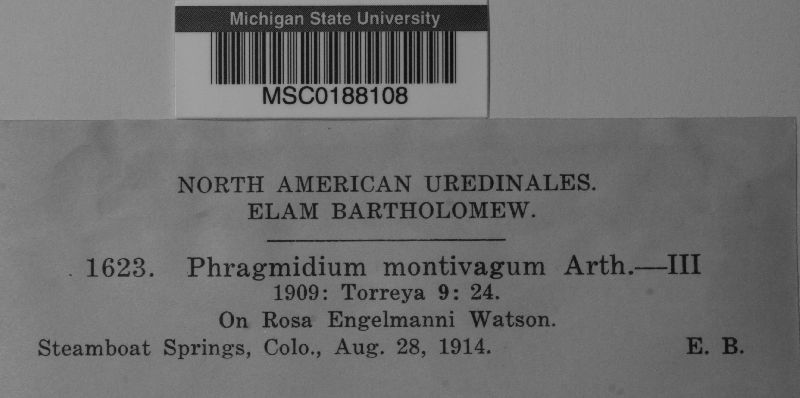 Michigan State University
MSC0188108
NORTH AMERICAN UREDINALES.
ELAM BARTHOLOMEW.
1623. Phragmidium montivagum Arth.—III
1909: Torreya 9: 24.
On Rosa Engelmanni Watson.
Steamboat Springs, Colo., Aug. 28, 1914. E. B.